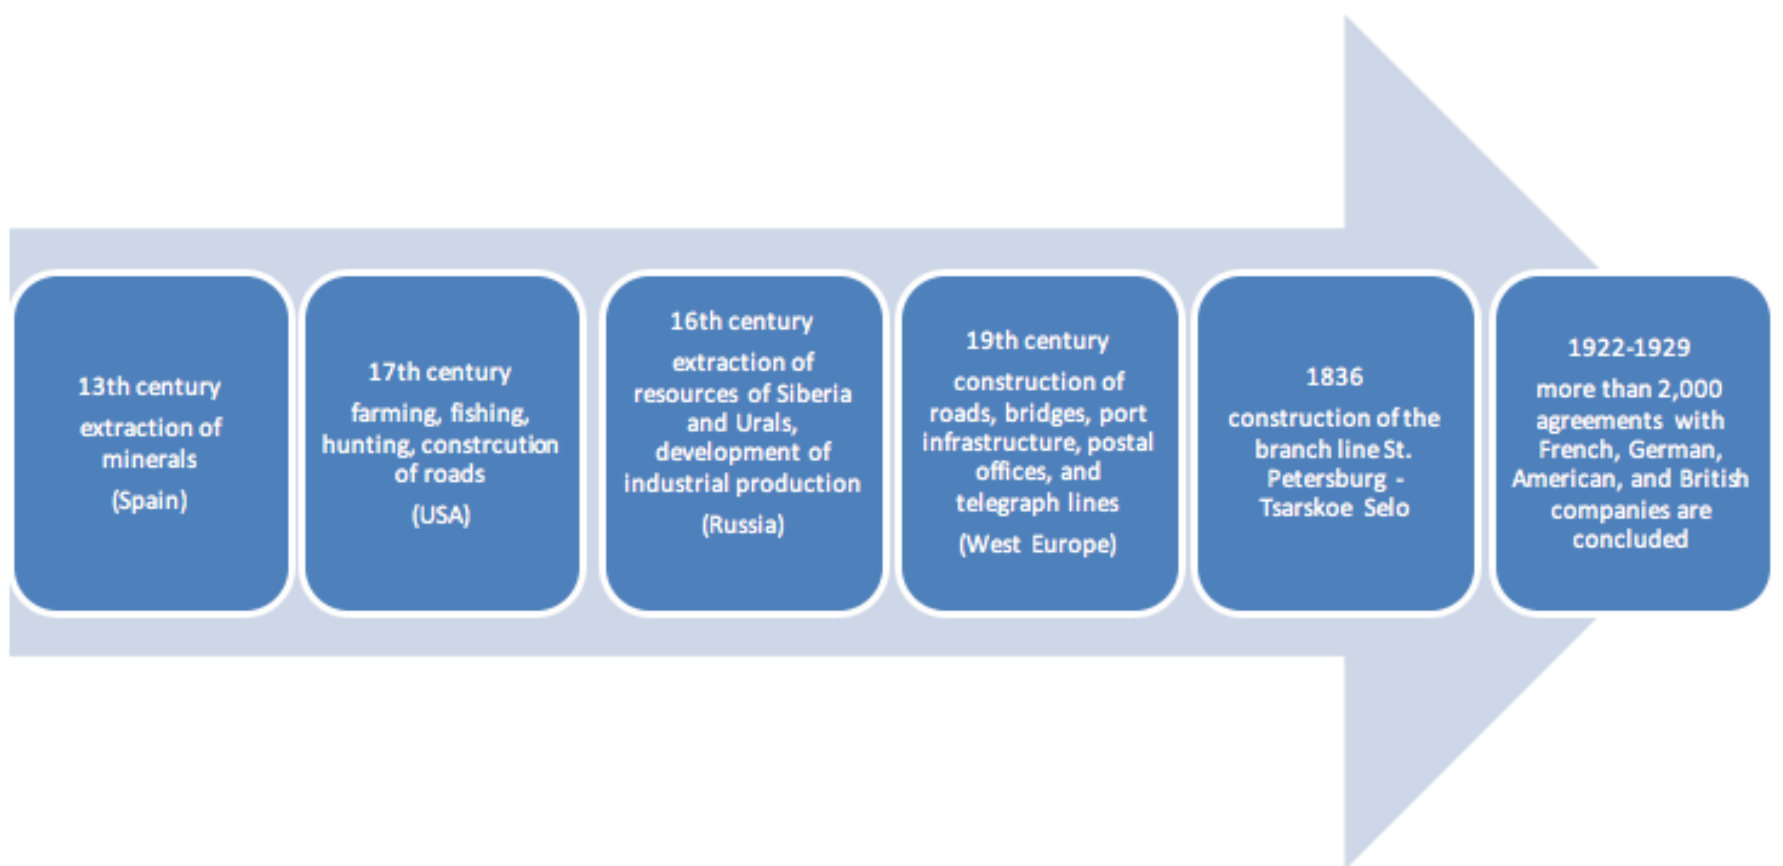 13th century
extraction of
minerals
(Spain)
17th century
farming, fishing,
hunting, constrcution
of roads
(USA)
16th century
extraction of
resources of Siberia
and Urals,
development of
industrial production
(Russia)
19th century
construction of
roads, bridges, port
infrastructure, postal
offices, and
telegraph lines
(West Europe)
1836
construction of the
branch line St.
Petersburg -
Tsarskoe Selo
1922-1929
more than 2,000
agreements with
French, German,
American, and British
companies are
concluded